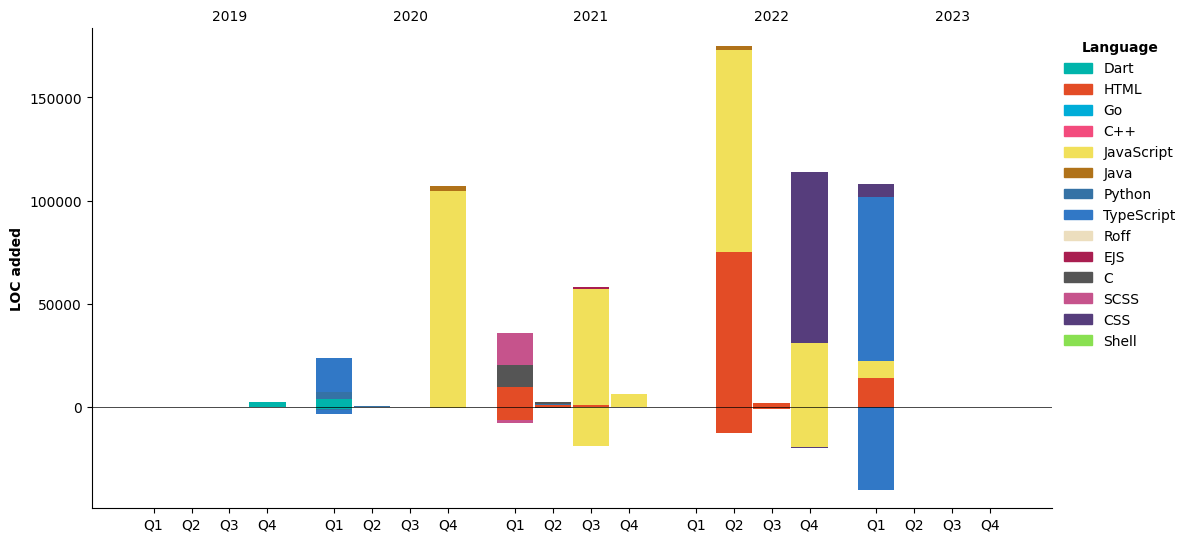 2019 2020 2021 2022 2023
Language
Dart
HTML
Go
C++
JavaScript
Java
Python
TypeScript
Roff
EJS
C
SCSS
CSS
Shell
LOC added
150000
100000
50000
0
Q1 Q2 Q3 Q4 Q1 Q2 Q3 Q4 Q1 Q2 Q3 Q4 Q1 Q2 Q3 Q4 Q1 Q2 Q3 Q4